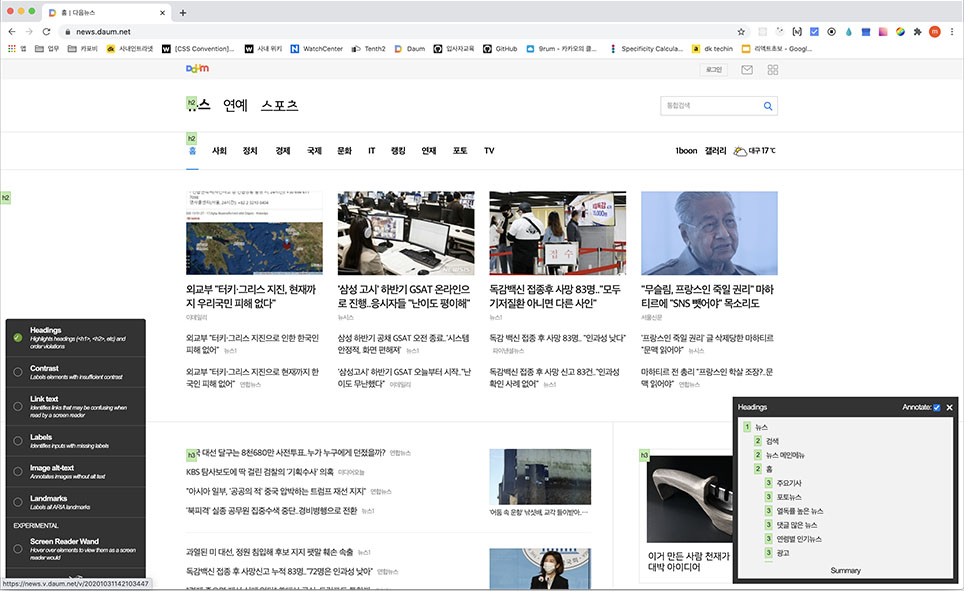 홈 | 다음뉴스
news.daum.net
앱
업무
카포비
사내인트라넷
[CSS Convention]...
사내 위키
WatchCenter
Tenth2
Daum
입사자교육
GitHub
9rum - 카카오의 클...
Specificity Calcula...
dk techin
리액트초보 - Googl...
Daum
로그인
h2
뉴스
연예
스포츠
통합검색
h2
홈
사회
정치
경제
국제
문화
IT
랭킹
연재
포토
TV
1boon
갤러리
대구 17℃
h2
외교부 "터키·그리스 지진, 현재까
지 우리국민 피해 없다"
이데일리
외교부 "터키·그리스 지진으로 인한 한국인
피해 없어" 뉴스1
외교부 "터키·그리스 지진으로 현재까지 한
국인 피해 없어" 연합뉴스
'삼성 고시' 하반기 GSAT 온라인으
로 진행..응시자들 "난이도 평이해"
뉴시스
삼성 하반기 공채 GSAT 오전 종료.."시스템
안정적, 화면 편해져" 뉴스1
'삼성고시' 하반기 GSAT 오늘부터 시작.."난
이도 무난했다" 이데일리
접수
독감백신 접종후 사망 83명.."모두
기저질환 아니면 다른 사인"
뉴스1
독감 백신 접종 후 사망 83명.. "인과성 낮다"
파이낸셜뉴스
독감백신 접종 후 사망 신고 83건.."인과성
확인 사례 없어" 뉴스1
"무슬림, 프랑스인 죽일 권리" 마하
티르에 "SNS 뺏어야" 목소리도
서울신문
'프랑스인 죽일 권리' 글 삭제당한 마하티르
"문맥 읽어야" 뉴시스
마하티르 전 총리 "프랑스인 학살 조장?..문
맥 읽어야" 연합뉴스
Headings
Highlights headings (<h1>, <h2>, etc) and
order violations
Contrast
Labels elements with insufficient contrast
Link text
Identifies links that may be confusing when
read by a screen reader
Labels
Identifies inputs with missing labels
Image alt-text
Annotates images without alt text
Landmarks
Labels all ARIA landmarks
EXPERIMENTAL
Screen Reader Wand
Hover over elements to view them as a screen
reader would
https://news.v.daum.net/v/20201031142103447
h3
대선 달구는 8천680만 사전투표..누가 누구에게 던졌을까? 연합뉴스
KBS 탐사보도에 딱 걸린 검찰의 '기획수사' 의혹 미디어오늘
"아시아 일부, '공공의 적' 중국 압박하는 트럼프 재선 지지" 연합뉴스
'북피격' 실종 공무원 집중수색 중단..경비병행으로 전환 뉴스1
'어둠 속 운항' 낚싯배, 교각 들이받아..…
과열된 미 대선, 정원 침입해 후보 지지 팻말 훼손 속출 뉴스1
독감백신 접종 후 사망신고 누적 83명.."72명은 인과성 낮아" 연합뉴스
h3
이거 만든 사람 천재가
대박 아이디어
Headings
Annotate:
1 뉴스
2 검색
2 뉴스 메인메뉴
2 홈
3 주요기사
3 포토뉴스
3 열독률 높은 뉴스
3 댓글 많은 뉴스
3 연령별 인기뉴스
3 광고
Summary